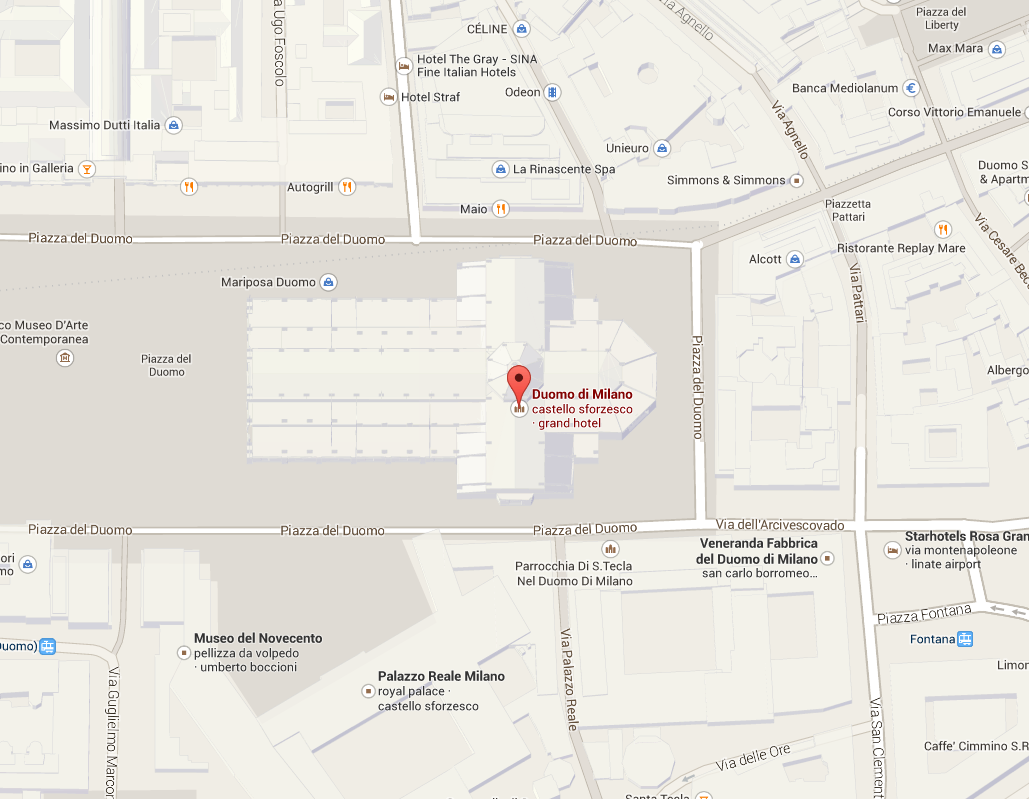 Via Agnello
Piazza del
Liberty
CÉLINE
Via Ugo Foscolo
Max Mara
Hotel The Gray - SINA
Fine Italian Hotels
Odeon
Hotel Straf
Banca Mediolanum
Corso Vittorio Emanuele
Massimo Dutti Italia
Via Agnello
Unieuro
ino in Galleria
La Rinascente Spa
Duomo S
& Apartm
Autogrill
Simmons & Simmons
Maio
Piazzetta
Pattari
Piazza del Duomo
Piazza del Duomo
Piazza del Duomo
Ristorante Replay Mare
Via Cesare Bec
Alcott
Mariposa Duomo
Via Pattari
co Museo D'Arte
Contemporanea
Piazza del
Duomo
Piazza del Duomo
Albergo
Duomo di Milano
castello sforzesco
· grand hotel
Piazza del Duomo
Piazza del Duomo
Piazza del Duomo
Via dell'Arcivescovado
Starhotels Rosa Gran
via montenapoleone
· linate airport
Veneranda Fabbrica
del Duomo di Milano
san carlo borromeo...
ori
mo
Parrocchia Di S.Tecla
Nel Duomo Di Milano
Piazza Fontana
Fontana
Duomo)
Museo del Novecento
pellizza da volpedo
· umberto boccioni
Via Palazzo Reale
Limor
Palazzo Reale Milano
royal palace ·
castello sforzesco
Via Guglielmo Marcon
Via San Clement
Via delle Ore
Caffe' Cimmino S.R
Santa Tecla